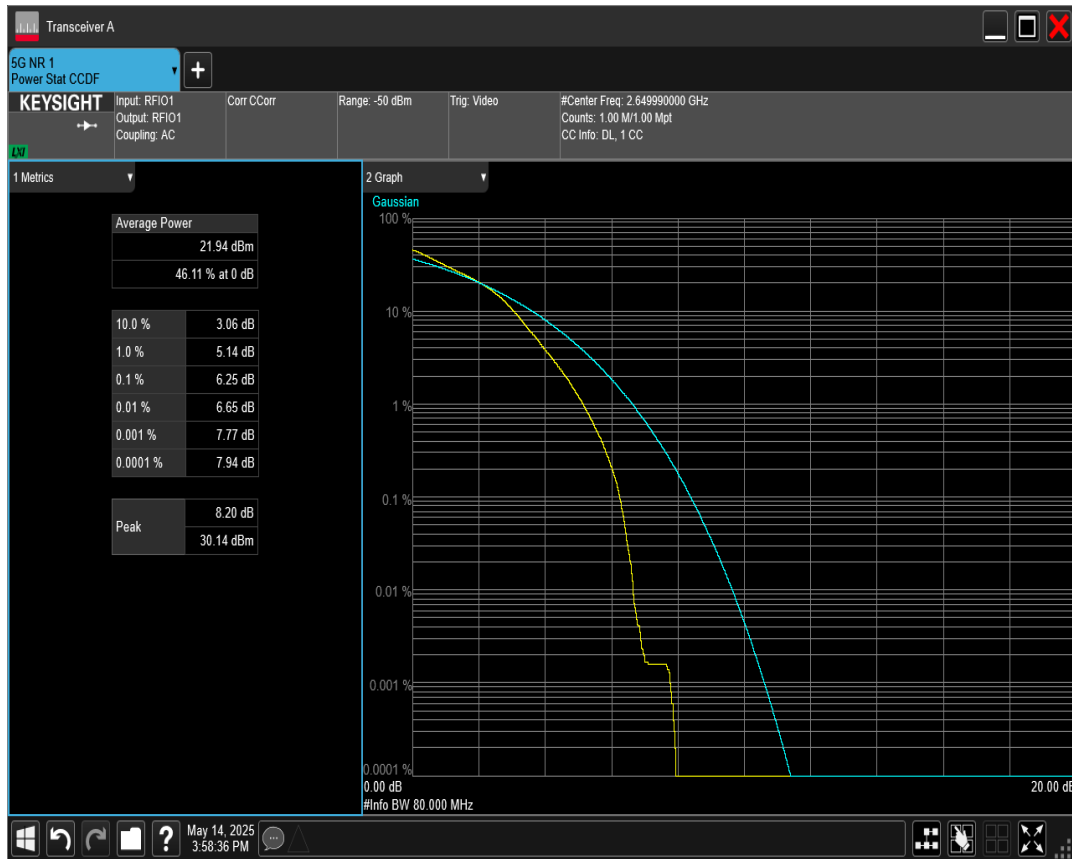 Transceiver A
5G NR 1
Power Stat CCDF
KEYSIGHT
LXI
Input: RFIO1
Output: RFIO1
Coupling: AC
Corr CCorr
Range: -50 dBm
Trig: Video
#Center Freq: 2.649990000 GHz
Counts: 1.00 M/1.00 Mpt
CC Info: DL, 1 CC
1 Metrics
Average Power
21.94 dBm
46.11 % at 0 dB
10.0 % 3.06 dB
1.0 % 5.14 dB
0.1 % 6.25 dB
0.01 % 6.65 dB
0.001 % 7.77 dB
0.0001 % 7.94 dB
Peak
8.20 dB
30.14 dBm
2 Graph
Gaussian
100 %
10 %
1 %
0.1 %
0.01 %
0.001 %
0.0001 %
0.00 dB
20.00 dB
#Info BW 80.000 MHz
May 14, 2025
3:58:36 PM